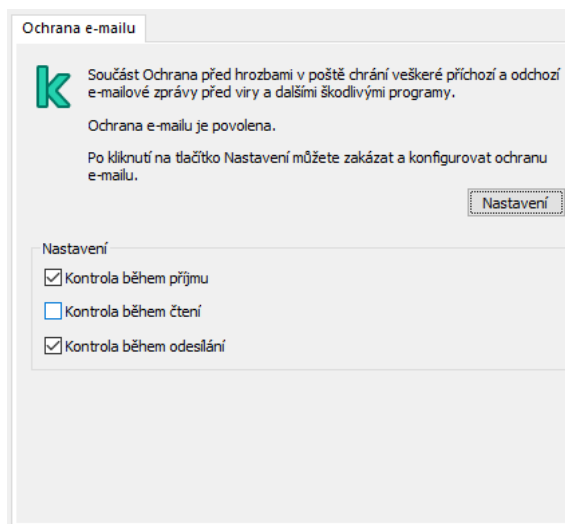 Ochrana e-mailu
Součást Ochrana před hrozbami v poště chrání veškeré příchozí a odchozí
e-mailové zprávy před viry a dalšími škodlivými programy.
Ochrana e-mailu je povolena.
Po kliknutí na tlačítko Nastavení můžete zakázat a konfigurovat ochranu
e-mailu.
Nastavení
Nastavení
Kontrola během příjmu
Kontrola během čtení
Kontrola během odesílání